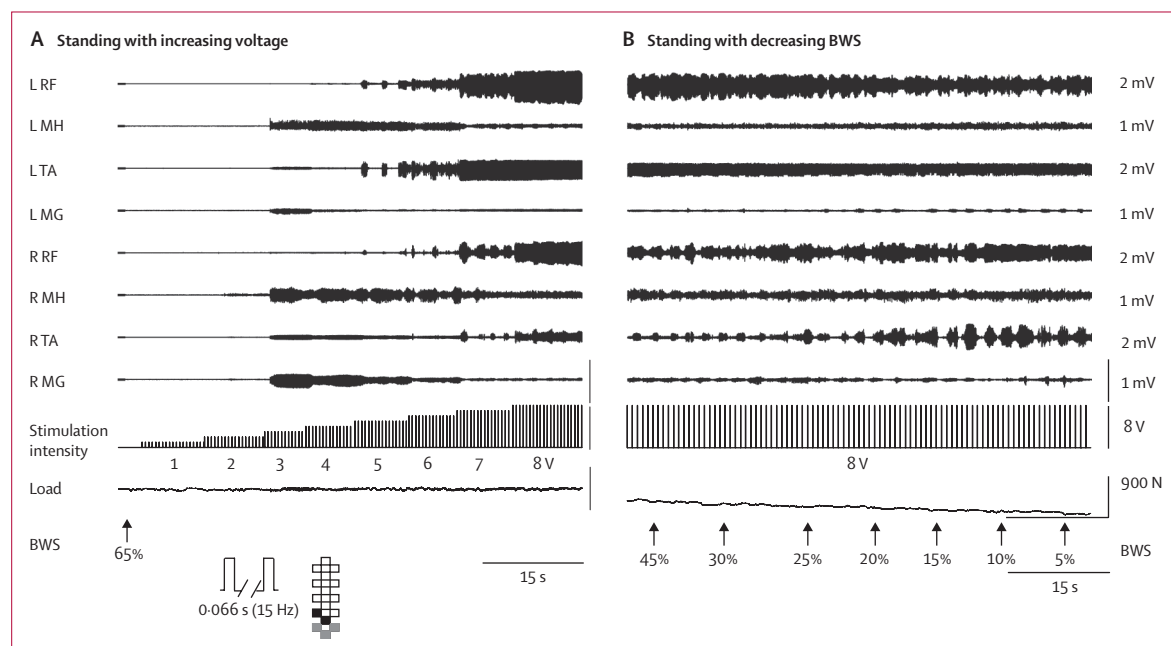 A Standing with increasing voltage
B Standing with decreasing BWS
L RF
2 mV
L MH
1 mV
L TA
2 mV
L MG
1 mV
R RF
2 mV
R MH
1 mV
R TA
2 mV
R MG
1 mV
Stimulation
intensity
8 V
1 2 3 4 5 6 7 8 V
8 V
Load
900 N
BWS
65%
45% 30% 25% 20% 15% 10% 5%
BWS
15 s
15 s
0·066 s (15 Hz)